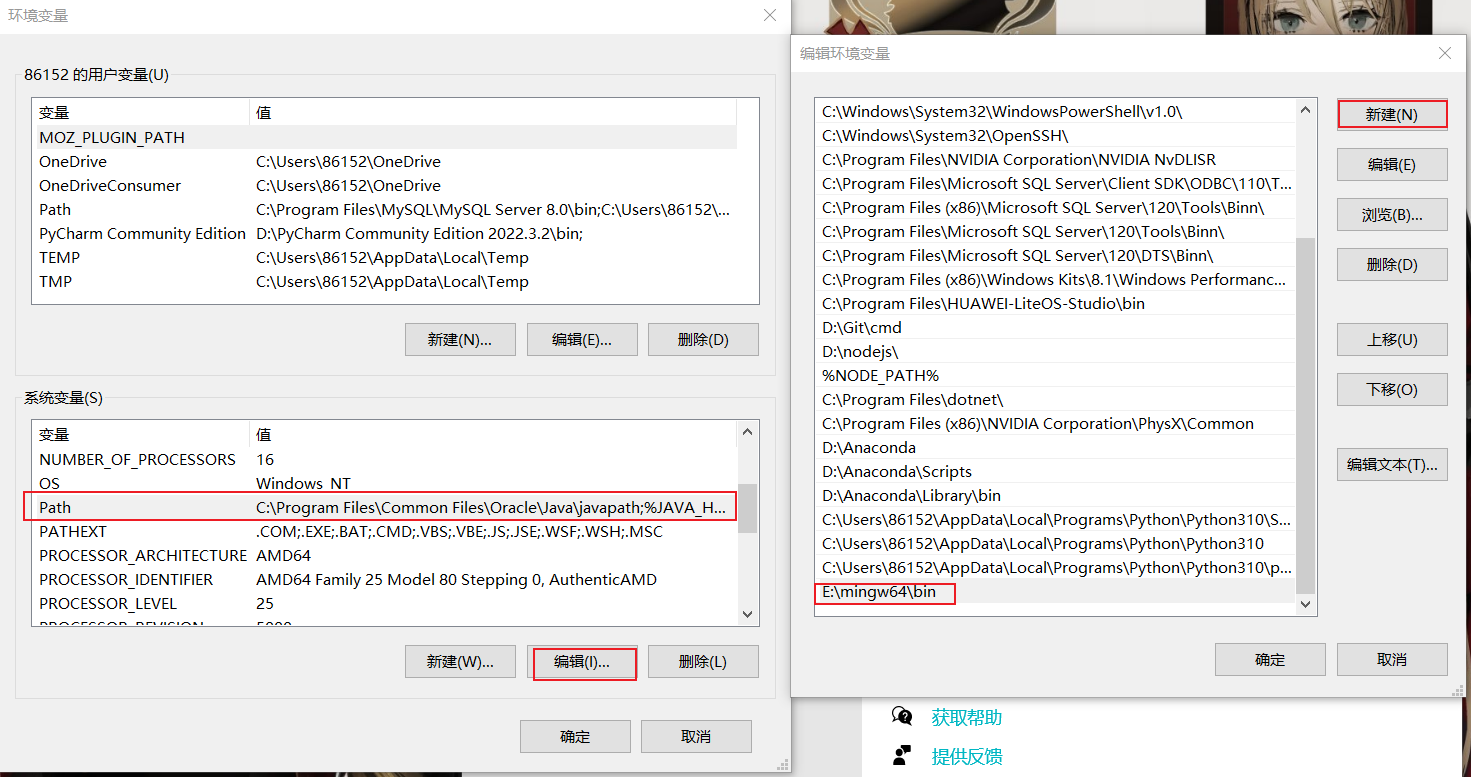 环境变量
86152 的用户变量(U)
变量 值
MOZ_PLUGIN_PATH
OneDrive C:\Users\86152\OneDrive
OneDriveConsumer C:\Users\86152\OneDrive
Path C:\Program Files\MySQL\MySQL Server 8.0\bin;C:\Users\86152\...
PyCharm Community Edition D:\PyCharm Community Edition 2022.3.2\bin;
TEMP C:\Users\86152\AppData\Local\Temp
TMP C:\Users\86152\AppData\Local\Temp
新建(N)... 编辑(E)... 删除(D)
系统变量(S)
变量 值
NUMBER_OF_PROCESSORS 16
OS Windows_NT
Path C:\Program Files\Common Files\Oracle\Java\javapath;%JAVA_H...
PATHEXT .COM;.EXE;.BAT;.CMD;.VBS;.VBE;.JS;.JSE;.WSF;.WSH;.MSC
PROCESSOR_ARCHITECTURE AMD64
PROCESSOR_IDENTIFIER AMD64 Family 25 Model 80 Stepping 0, AuthenticAMD
PROCESSOR_LEVEL 25
PROCESSOR_REVISION 5000
新建(W)... 编辑(I)... 删除(L)
确定 取消
编辑环境变量
C:\Windows\System32\WindowsPowerShell\v1.0\
C:\Windows\System32\OpenSSH\
C:\Program Files\NVIDIA Corporation\NVIDIA NvDLISR
C:\Program Files\Microsoft SQL Server\Client SDK\ODBC\110\T...
C:\Program Files (x86)\Microsoft SQL Server\120\Tools\Binn\
C:\Program Files\Microsoft SQL Server\120\Tools\Binn\
C:\Program Files\Microsoft SQL Server\120\DTS\Binn\
C:\Program Files (x86)\Windows Kits\8.1\Windows Performanc...
C:\Program Files\HUAWEI-LiteOS-Studio\bin
D:\Git\cmd
D:\nodejs\
%NODE_PATH%
C:\Program Files\dotnet\
C:\Program Files (x86)\NVIDIA Corporation\PhysX\Common
D:\Anaconda
D:\Anaconda\Scripts
D:\Anaconda\Library\bin
C:\Users\86152\AppData\Local\Programs\Python\Python310\S...
C:\Users\86152\AppData\Local\Programs\Python\Python310
C:\Users\86152\AppData\Local\Programs\Python\Python310\p...
E:\mingw64\bin
新建(N)
编辑(E)
浏览(B)...
删除(D)
上移(U)
下移(O)
编辑文本(T)...
确定 取消
获取帮助
提供反馈